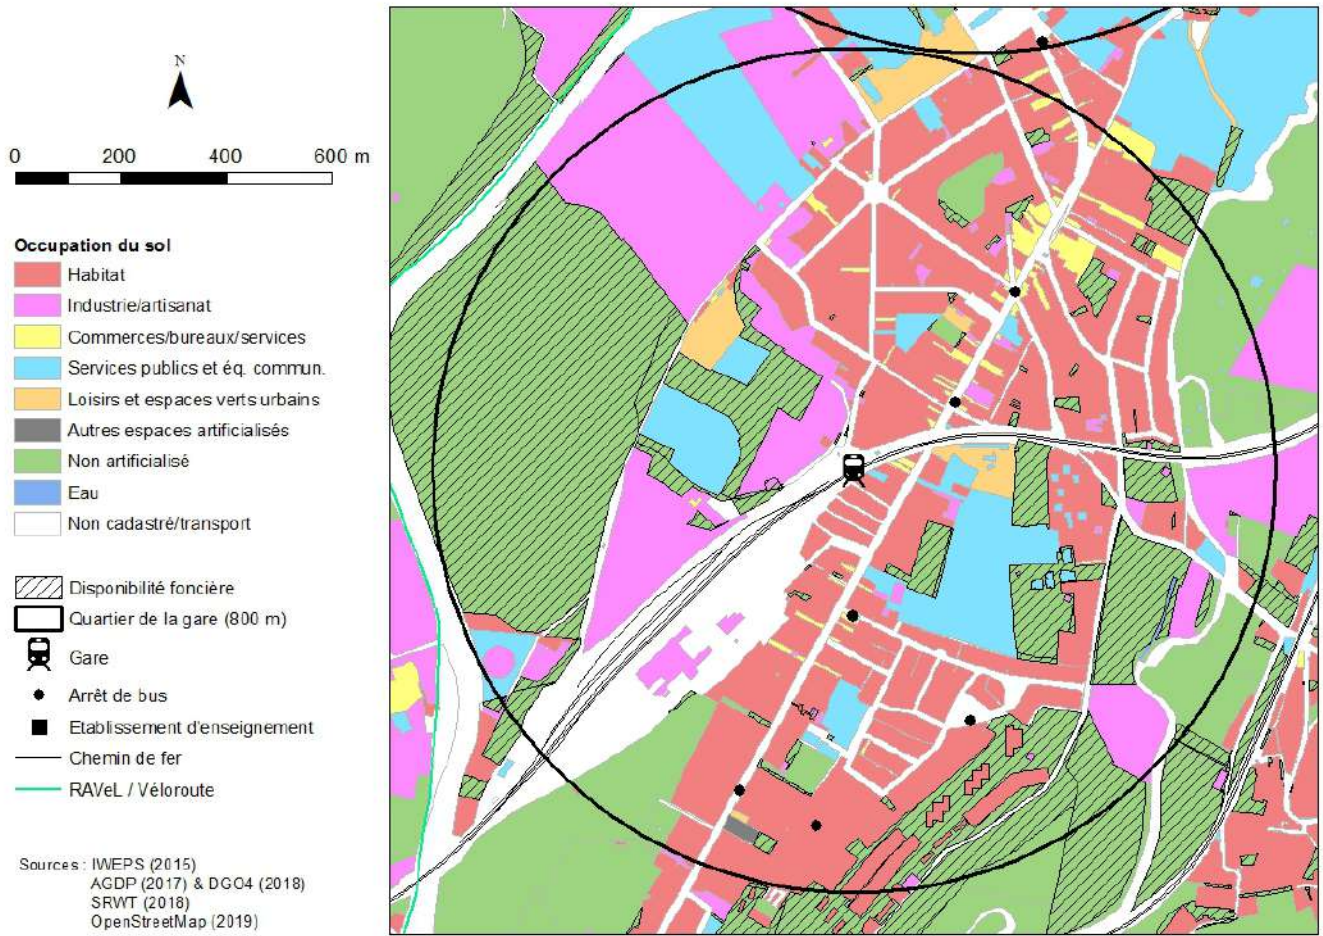 N
0 200 400 600 m
Occupation du sol
Habitat
Industrie/artisanat
Commerces/bureaux/services
Services publics et éq. commun.
Loisirs et espaces verts urbains
Autres espaces artificialisés
Non artificialisé
Eau
Non cadastré/transport
Disponibilité foncière
Quartier de la gare (800 m)
Gare
Arrêt de bus
Etablissement d'enseignement
Chemin de fer
RAVeL / Véloroute
Sources : IWEPS (2015)
AGDP (2017) & DGO4 (2018)
SRWT (2018)
OpenStreetMap (2019)